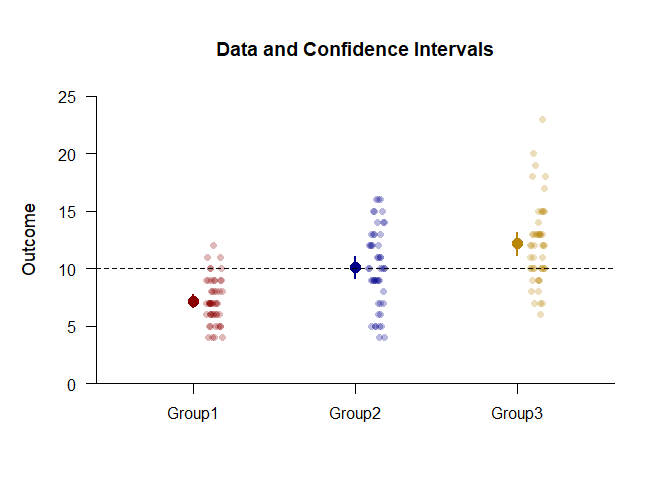 Data and Confidence Intervals
25
20
15
10
5
0
Outcome
Group1
Group2
Group3